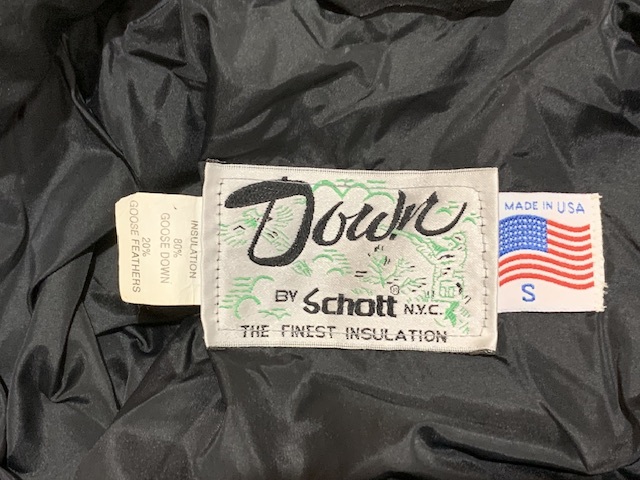 INSULATION
80%
GOOSE DOWN
20%
GOOSE FEATHERS
Down
BY Schott® N.Y.C.
THE FINEST INSULATION
MADE IN USA
S